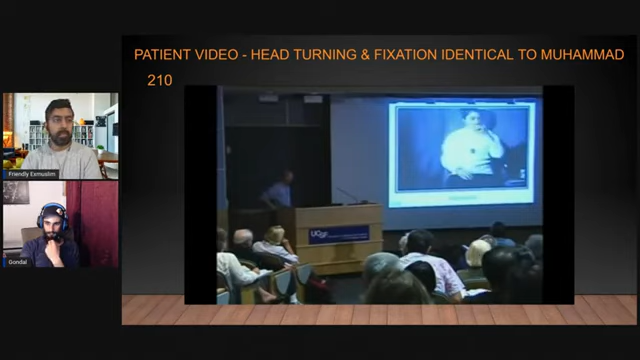 PATIENT VIDEO - HEAD TURNING & FIXATION IDENTICAL TO MUHAMMAD
210
Friendly Exmuslim
Gondal
UCSF